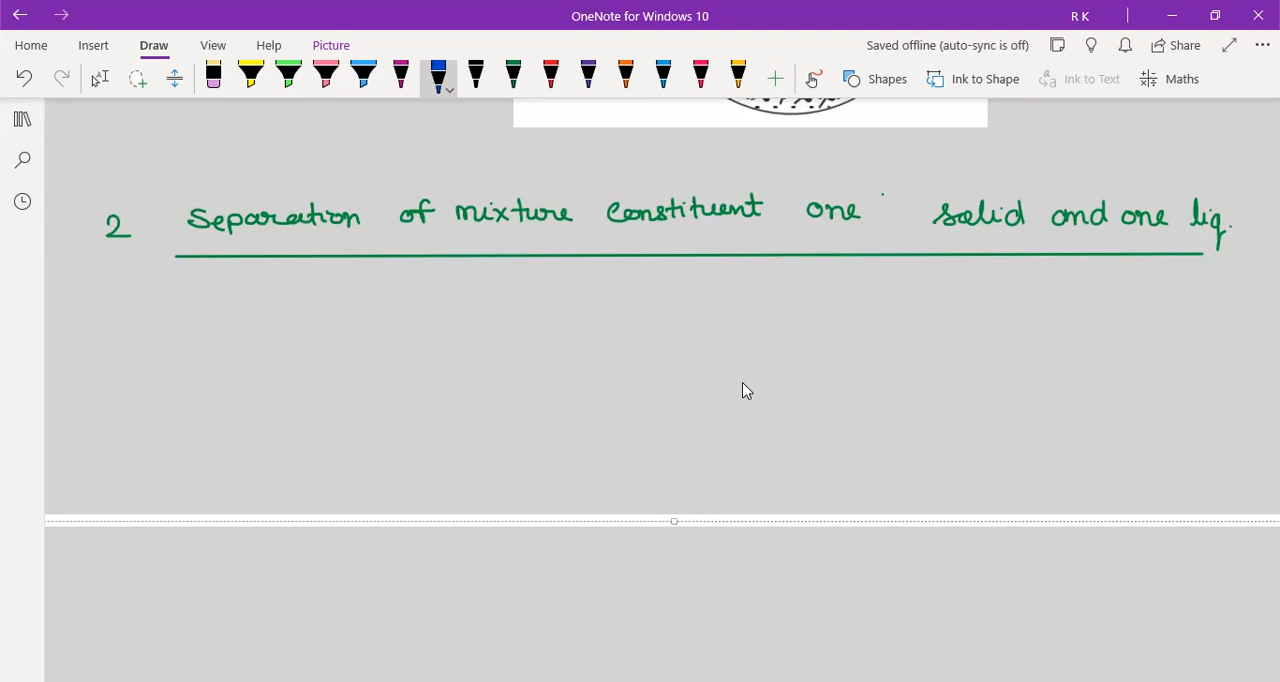 OneNote for Windows 10
R K
Home Insert Draw View Help Picture
Saved offline (auto-sync is off)
Share
Shapes
Ink to Shape
Ink to Text
Maths
2 Separation of mixture Constituent one solid and one liq.